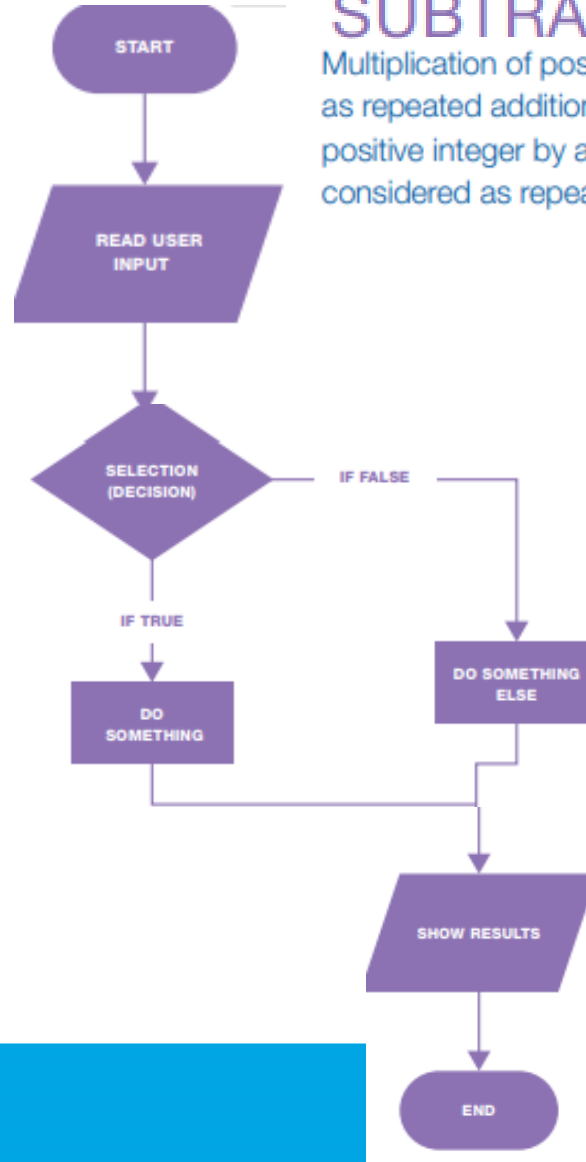 START
SUBTRA
Multiplication of pos
as repeated addition
positive integer by a
considered as repea
READ USER
INPUT
SELECTION
(DECISION)
IF FALSE
IF TRUE
DO SOMETHING
ELSE
DO
SOMETHING
SHOW RESULTS
END